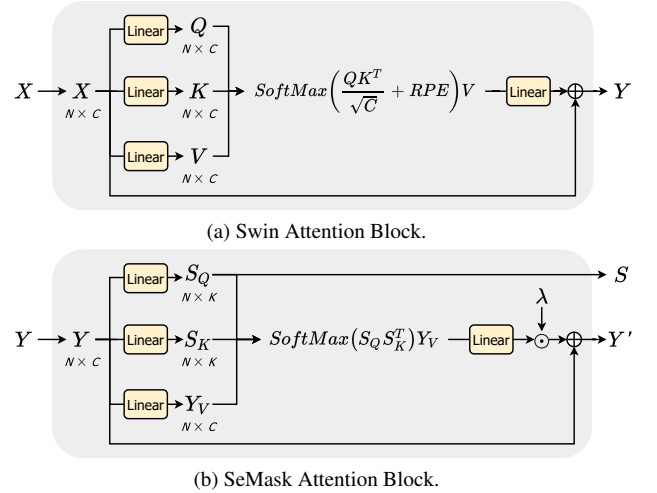 Linear Q
N × C
X X Linear K SoftMax(QK^T / √C + RPE)V Linear ⊕ Y
N × C N × C
Linear V
N × C
(a) Swin Attention Block.
Linear S_Q S
N × K
λ
Y Y Linear S_K SoftMax(S_Q S_K^T)Y_V Linear ⊙ ⊕ Y'
N × C N × K
Linear Y_V
N × C
(b) SeMask Attention Block.